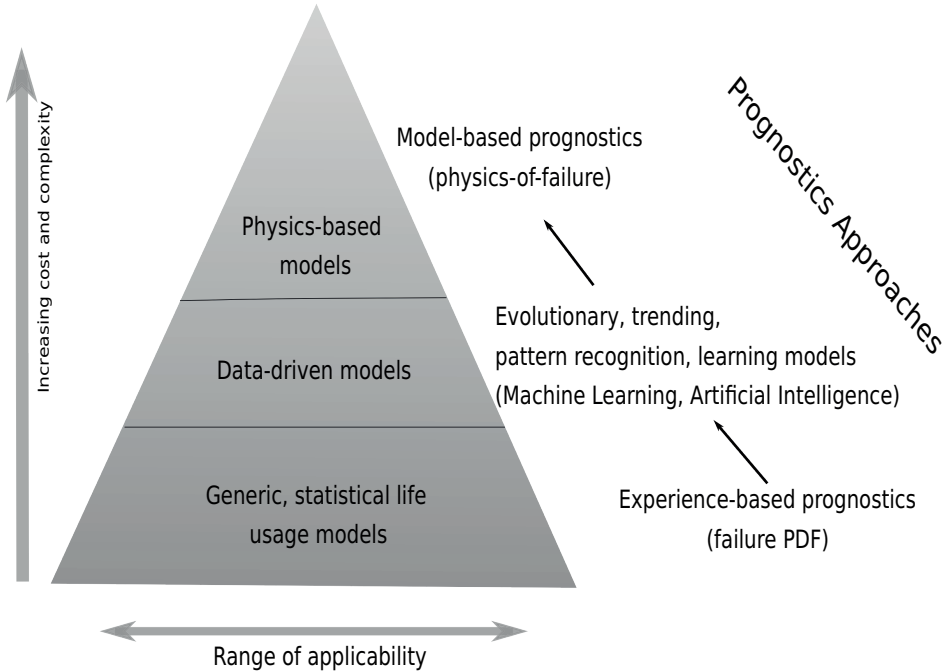 Increasing cost and complexity
Physics-based
models
Data-driven models
Generic, statistical life
usage models
Range of applicability
Model-based prognostics
(physics-of-failure)
Evolutionary, trending,
pattern recognition, learning models
(Machine Learning, Artificial Intelligence)
Experience-based prognostics
(failure PDF)
Prognostics Approaches